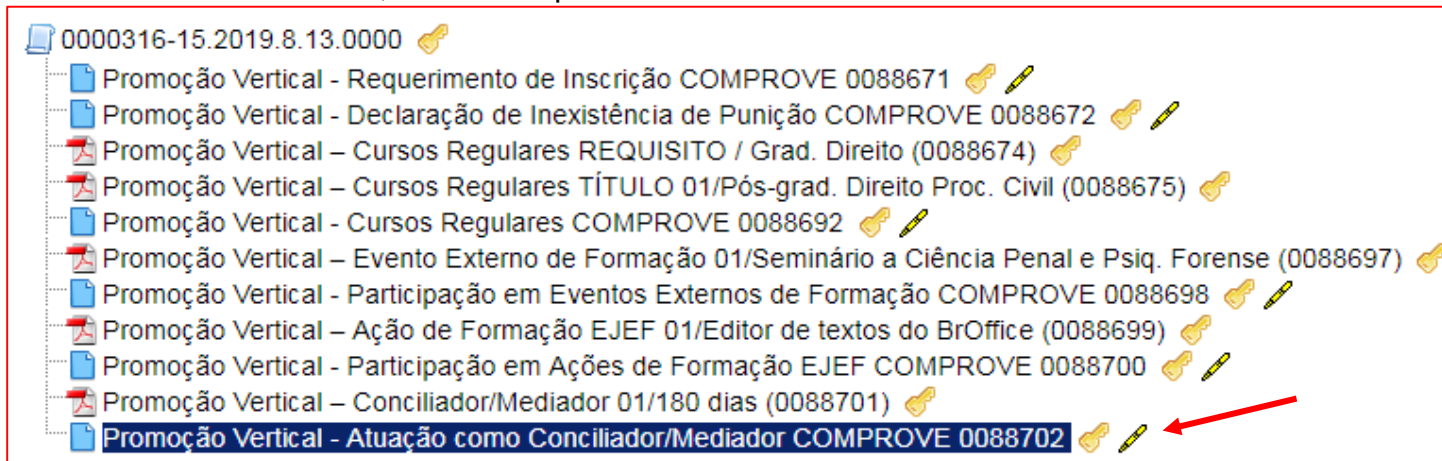 0000316-15.2019.8.13.0000
Promoção Vertical - Requerimento de Inscrição COMPROVE 0088671
Promoção Vertical - Declaração de Inexistência de Punição COMPROVE 0088672
Promoção Vertical – Cursos Regulares REQUISITO / Grad. Direito (0088674)
Promoção Vertical – Cursos Regulares TÍTULO 01/Pós-grad. Direito Proc. Civil (0088675)
Promoção Vertical - Cursos Regulares COMPROVE 0088692
Promoção Vertical – Evento Externo de Formação 01/Seminário a Ciência Penal e Psiq. Forense (0088697)
Promoção Vertical - Participação em Eventos Externos de Formação COMPROVE 0088698
Promoção Vertical – Ação de Formação EJEF 01/Editor de textos do BrOffice (0088699)
Promoção Vertical - Participação em Ações de Formação EJEF COMPROVE 0088700
Promoção Vertical – Conciliador/Mediador 01/180 dias (0088701)
Promoção Vertical - Atuação como Conciliador/Mediador COMPROVE 0088702